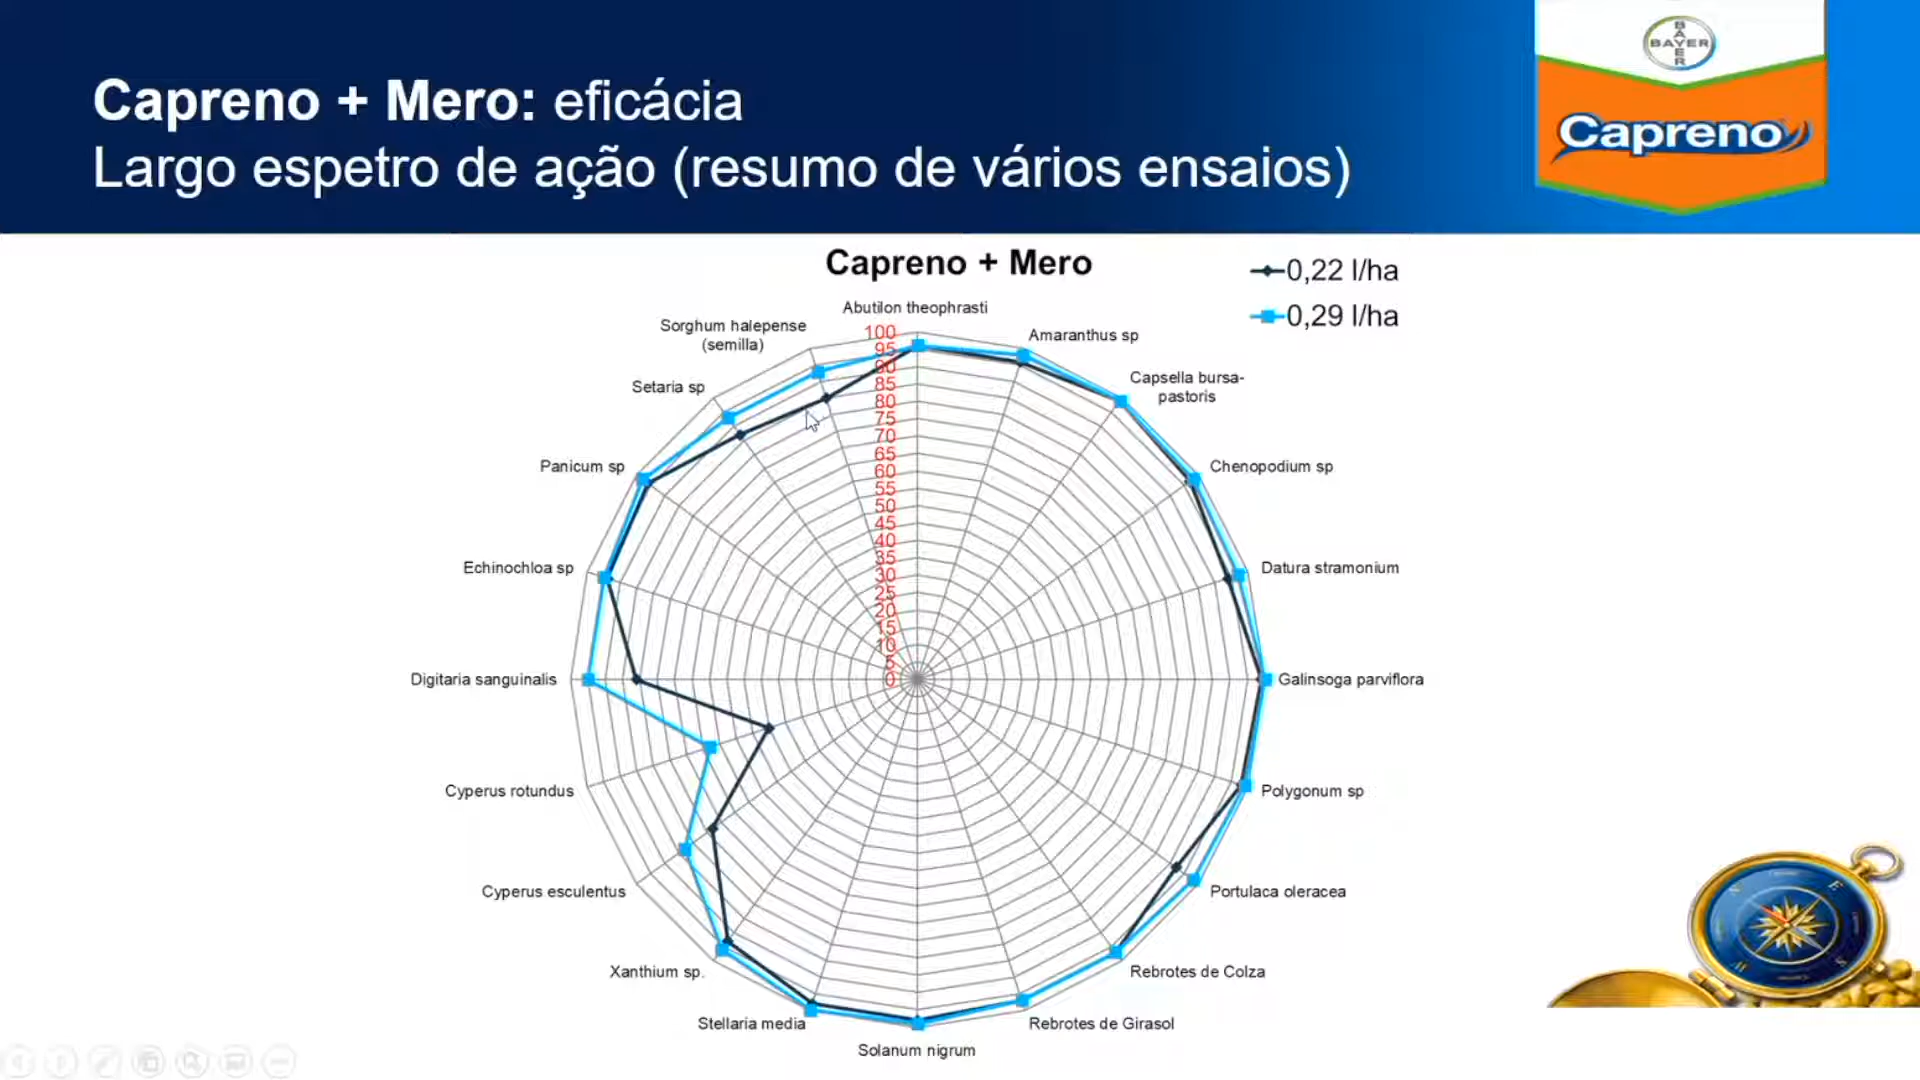 Capreno + Mero: eficácia
Largo espetro de ação (resumo de vários ensaios)
BAYER
BAYER
Capreno
Capreno + Mero
0,22 l/ha
0,29 l/ha
Abutilon theophrasti
Amaranthus sp
Capsella bursa-
pastoris
Chenopodium sp
Datura stramonium
Galinsoga parviflora
Polygonum sp
Portulaca oleracea
Rebrotes de Colza
Rebrotes de Girasol
Solanum nigrum
Stellaria media
Xanthium sp.
Cyperus esculentus
Cyperus rotundus
Digitaria sanguinalis
Echinochloa sp
Panicum sp
Setaria sp
Sorghum halepense
(semilla)
100
95
90
85
80
75
70
65
60
55
50
45
40
35
30
25
20
15
10
5
0
N
E
S
W